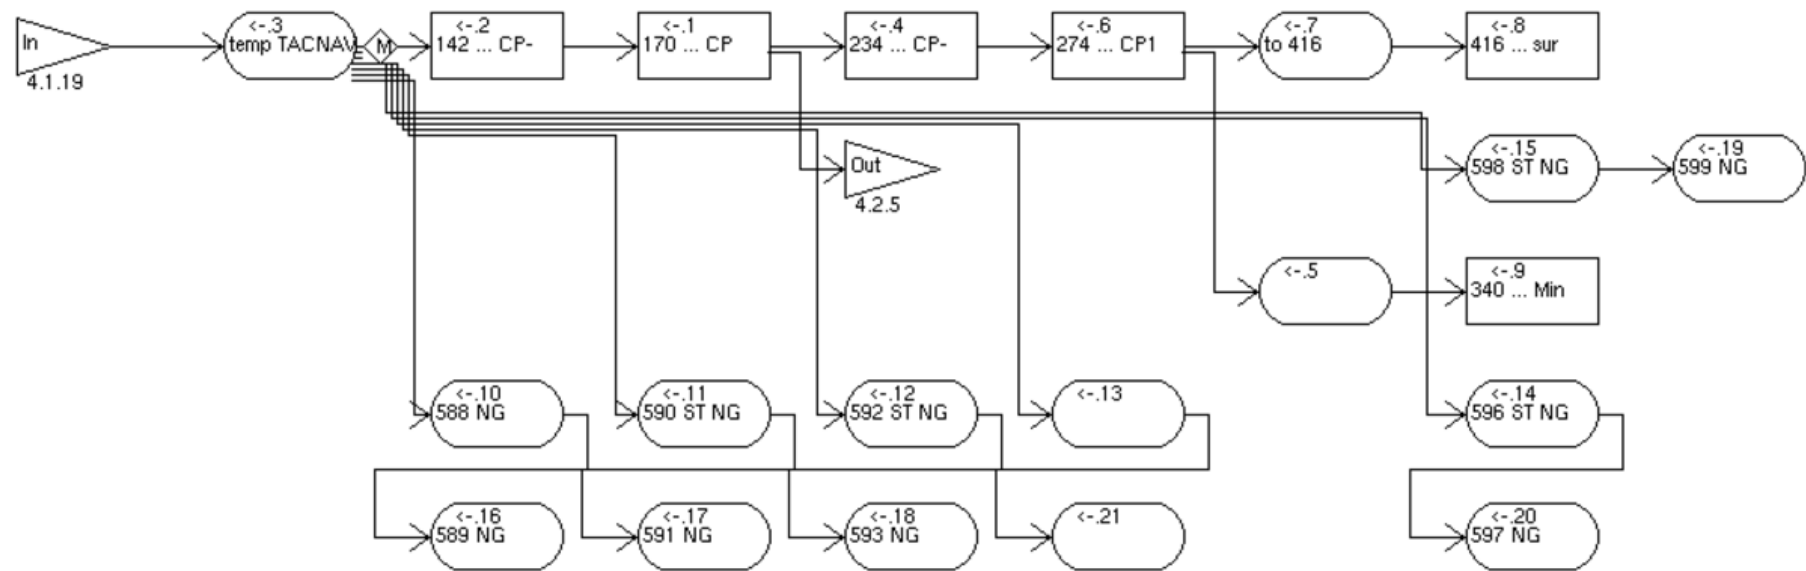 In
4.1.19
<-.3
temp TACNAV
M
<-.2
142 ... CP-
<-.1
170 ... CP
<-.4
234 ... CP-
<-.6
274 ... CP1
<-.7
to 416
<-.8
416 ... sur
Out
4.2.5
<-.15
598 ST NG
<-.19
599 NG
<-.5
<-.9
340 ... Min
<-.10
588 NG
<-.11
590 ST NG
<-.12
592 ST NG
<-.13
<-.14
596 ST NG
<-.16
589 NG
<-.17
591 NG
<-.18
593 NG
<-.21
<-.20
597 NG